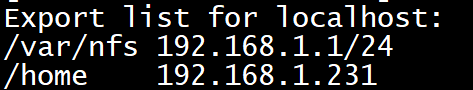 Export list for localhost:
/var/nfs 192.168.1.1/24
/home    192.168.1.231